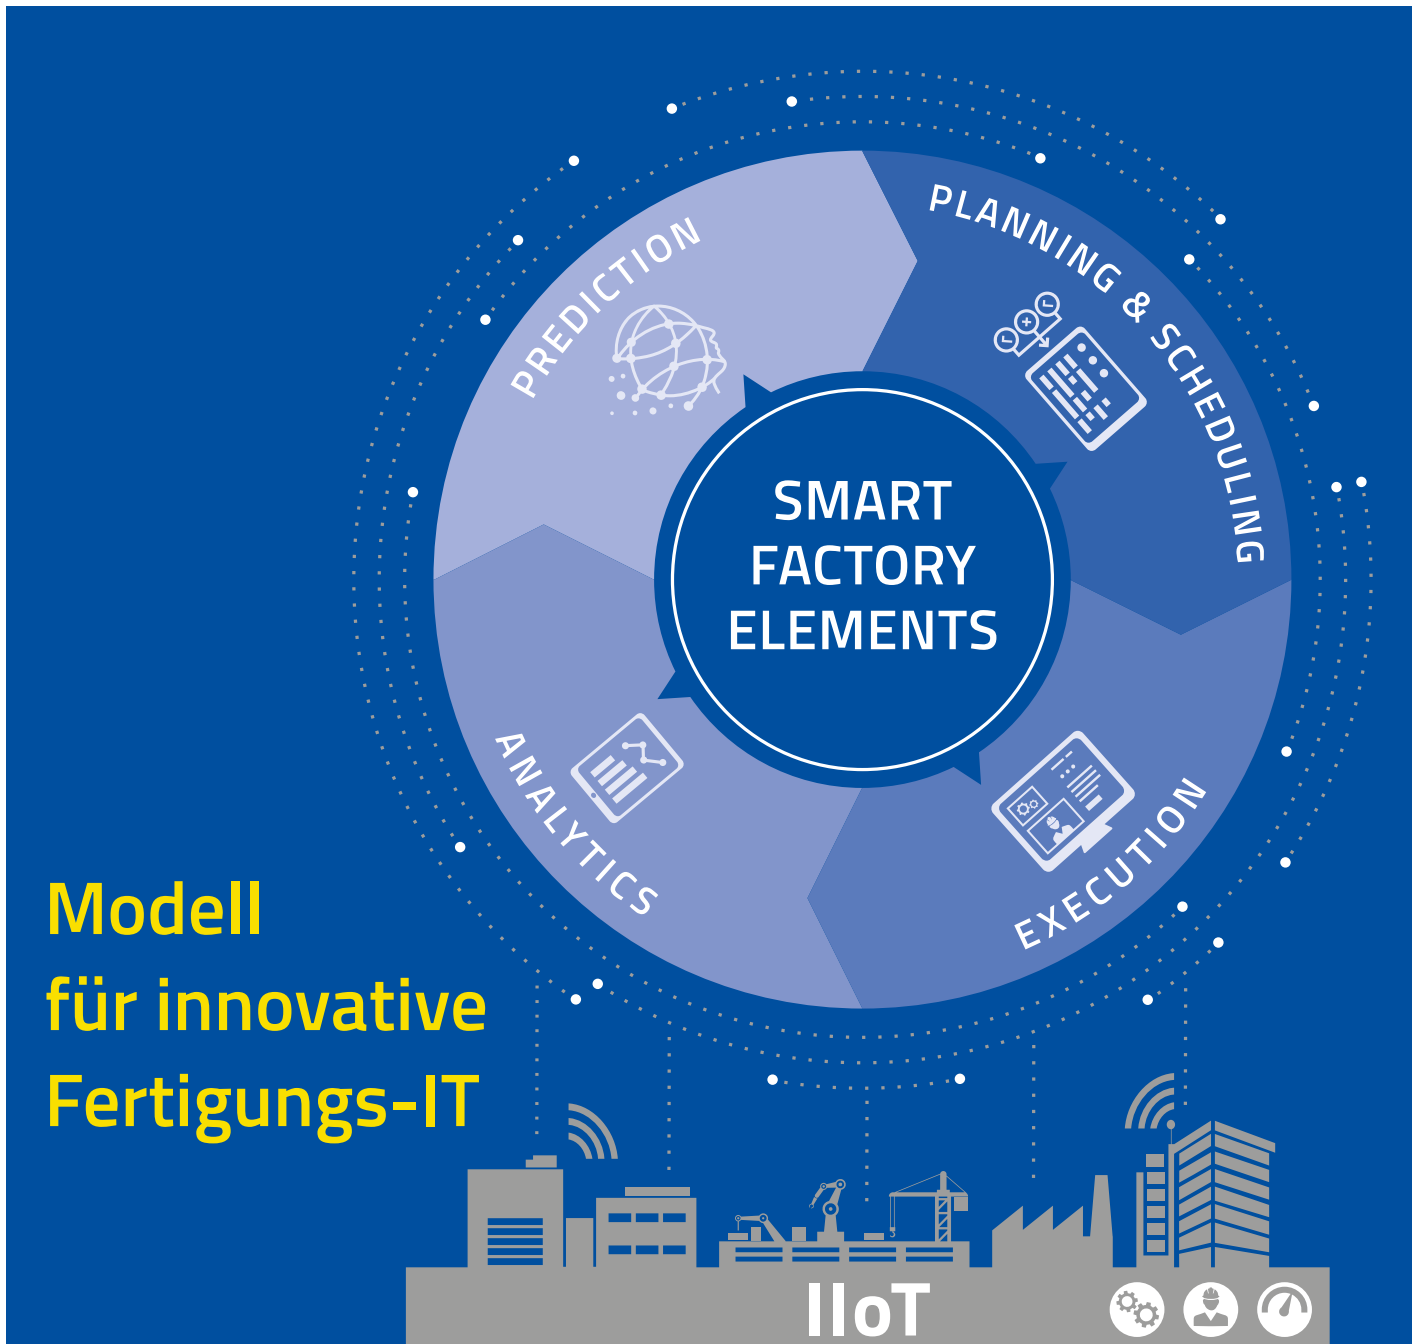 PREDICTION
PLANNING & SCHEDULING
SMART
FACTORY
ELEMENTS
ANALYTICS
EXECUTION
Modell
für innovative
Fertigungs-IT
IIoT